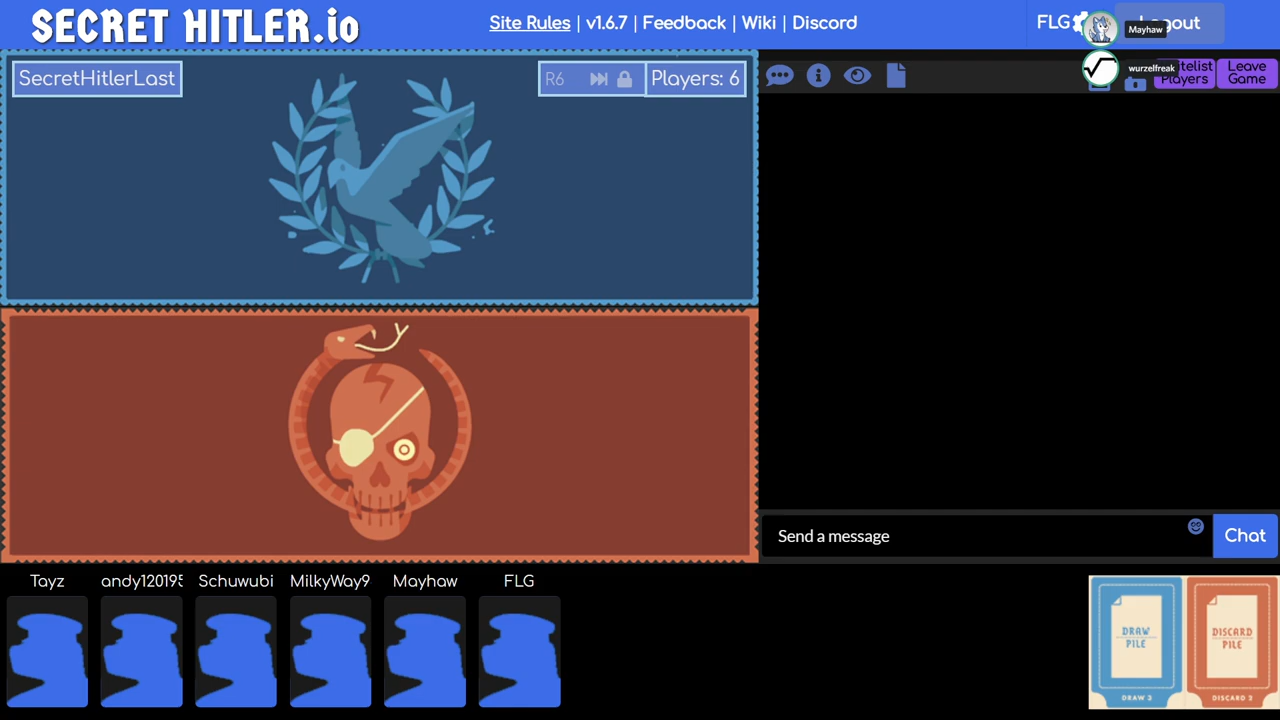 SECRET HITLER.io
Site Rules | v1.6.7 | Feedback | Wiki | Discord
FLG
Mayhaw
SecretHitlerLast
R6
Players: 6
wurzelfreak
Players
Leave
Game
Send a message
Chat
Tayz
Schuwubi
MilkyWay9
Mayhaw
FLG
DRAW
PILE
DRAW 3
DISCARD
PILE
DISCARD 3